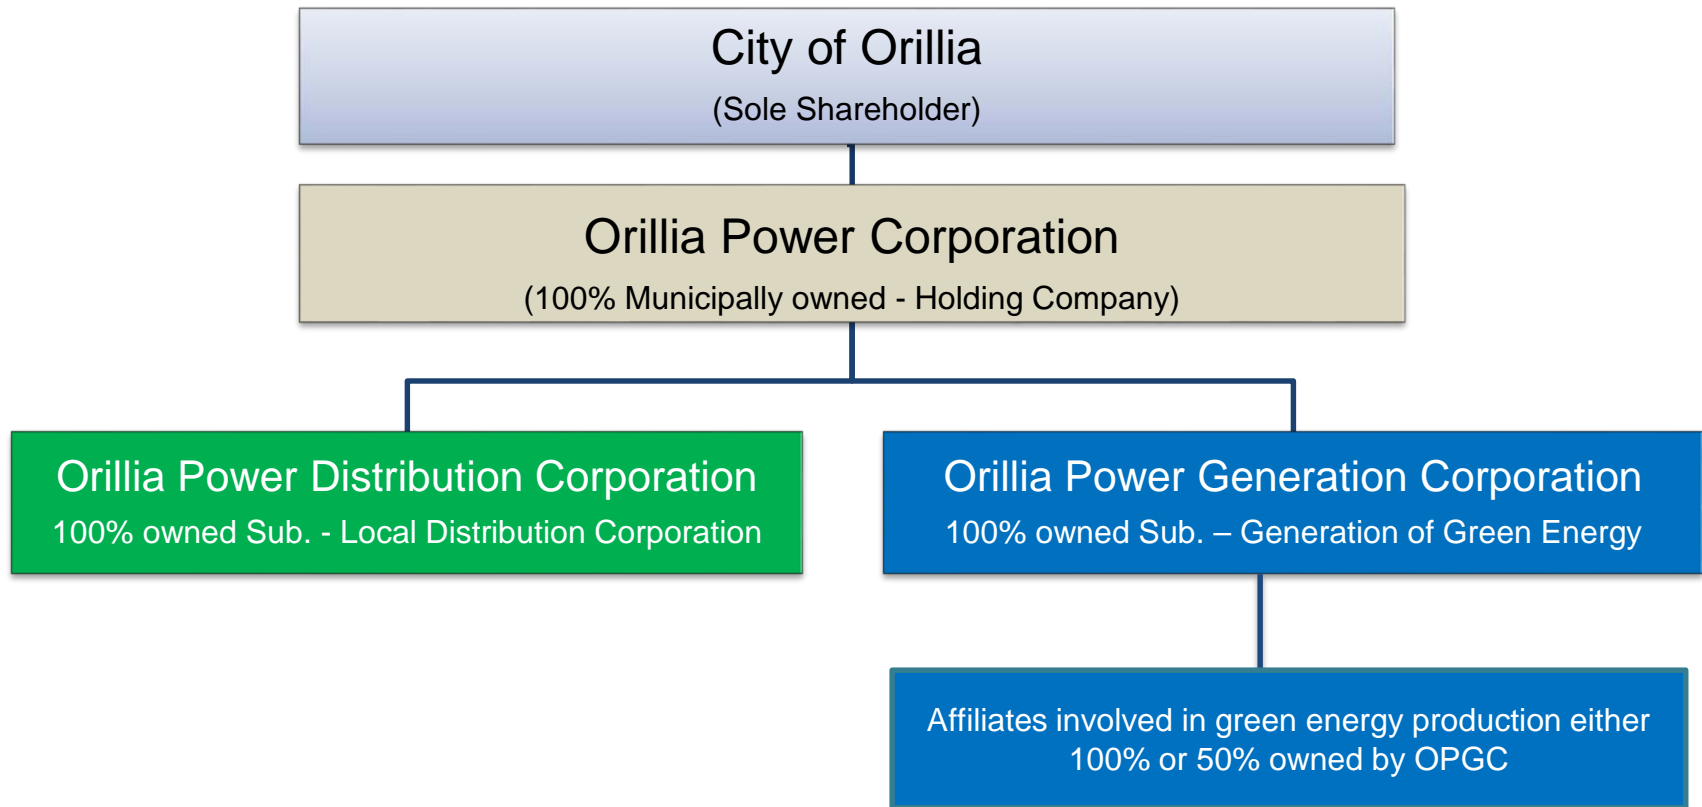 City of Orillia
(Sole Shareholder)
Orillia Power Corporation
(100% Municipally owned - Holding Company)
Orillia Power Distribution Corporation
100% owned Sub. - Local Distribution Corporation
Orillia Power Generation Corporation
100% owned Sub. – Generation of Green Energy
Affiliates involved in green energy production either
100% or 50% owned by OPGC